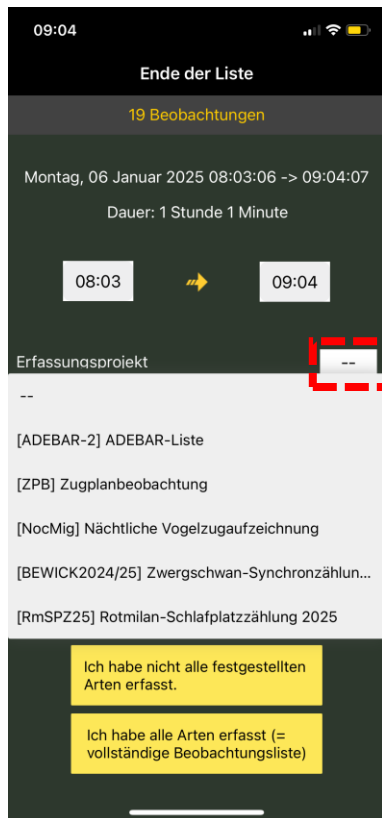 09:04
Ende der Liste
19 Beobachtungen
Montag, 06 Januar 2025 08:03:06 -> 09:04:07
Dauer: 1 Stunde 1 Minute
08:03 09:04
Erfassungsprojekt --
--
[ADEBAR-2] ADEBAR-Liste
[ZPB] Zugplanbeobachtung
[NocMig] Nächtliche Vogelzugaufzeichnung
[BEWICK2024/25] Zwergschwan-Synchronzählun...
[RmSPZ25] Rotmilan-Schlafplatzzählung 2025
Ich habe nicht alle festgestellten
Arten erfasst.
Ich habe alle Arten erfasst (=
vollständige Beobachtungsliste)